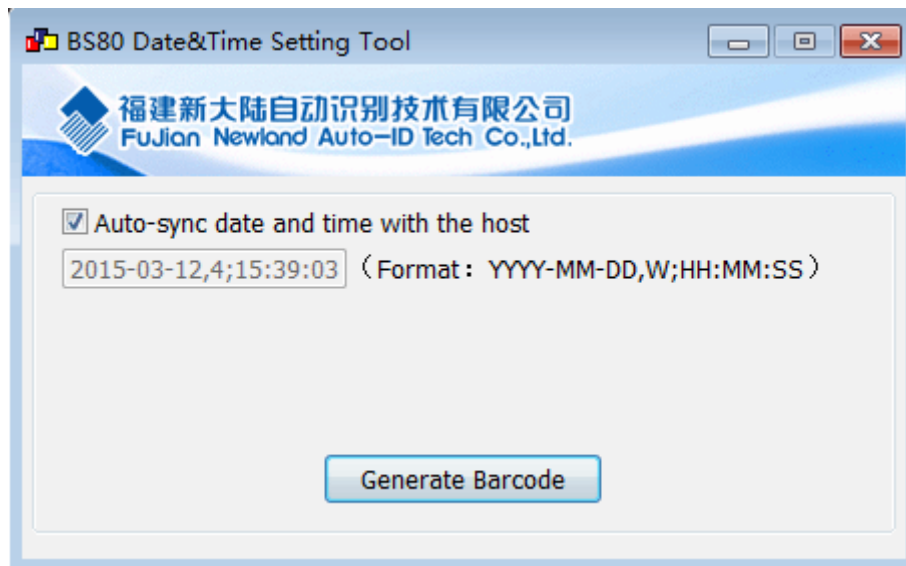 BS80 Date&Time Setting Tool
福建新大陆自动识别技术有限公司
FuJian Newland Auto-ID Tech Co.,Ltd.
Auto-sync date and time with the host
2015-03-12,4;15:39:03 （Format： YYYY-MM-DD,W;HH:MM:SS）
Generate Barcode